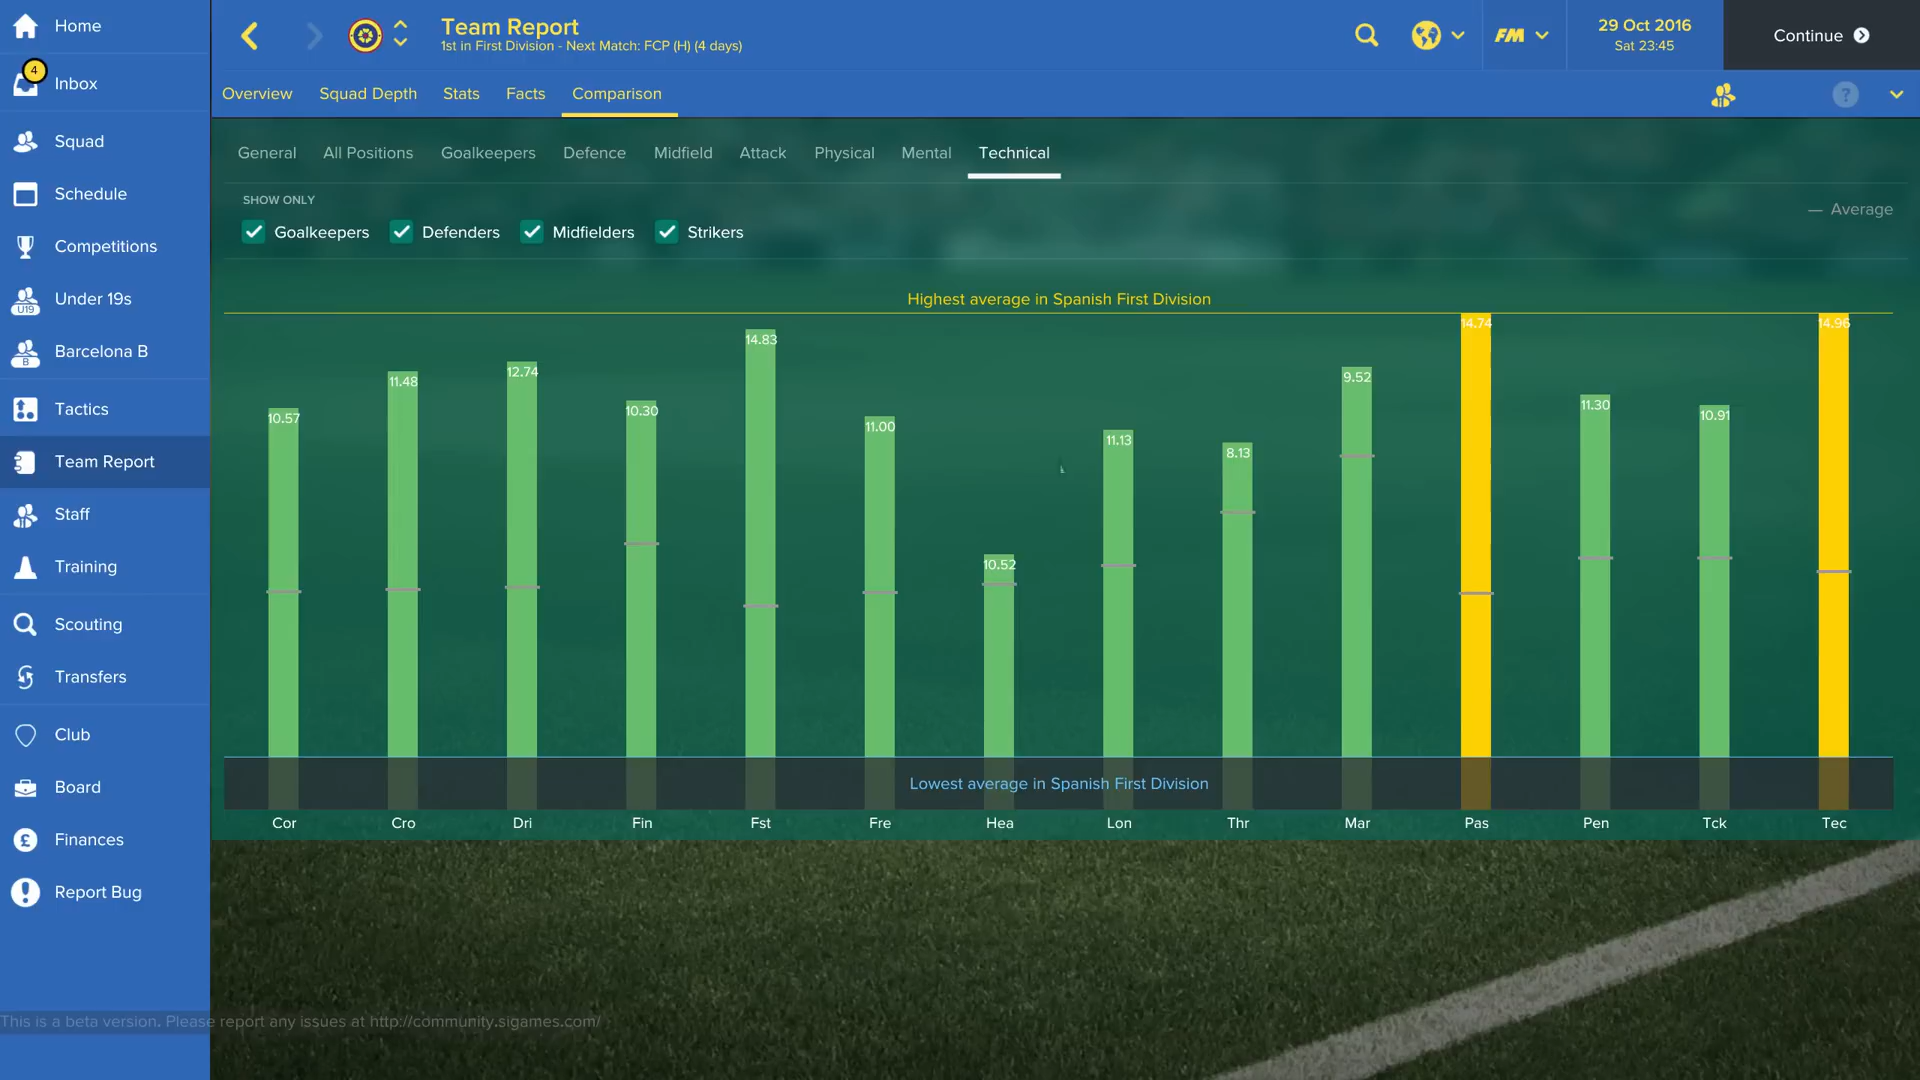 Home
4
Inbox
Squad
Schedule
Competitions
U19
Under 19s
B
Barcelona B
Tactics
Team Report
Staff
Training
Scouting
Transfers
Club
Board
£
Finances
Report Bug
Team Report
1st in First Division - Next Match: FCP (H) (4 days)
FM
29 Oct 2016
Sat 23:45
Continue
Overview Squad Depth Stats Facts Comparison
?
General All Positions Goalkeepers Defence Midfield Attack Physical Mental Technical
SHOW ONLY
Goalkeepers Defenders Midfielders Strikers
Average
Highest average in Spanish First Division
10.57 11.48 12.74 10.30 14.83 11.00 10.52 11.13 8.13 9.52 14.74 11.30 10.91 14.96
Lowest average in Spanish First Division
Cor Cro Dri Fin Fst Fre Hea Lon Thr Mar Pas Pen Tck Tec
This is a beta version. Please report any issues at http://community.sigames.com/